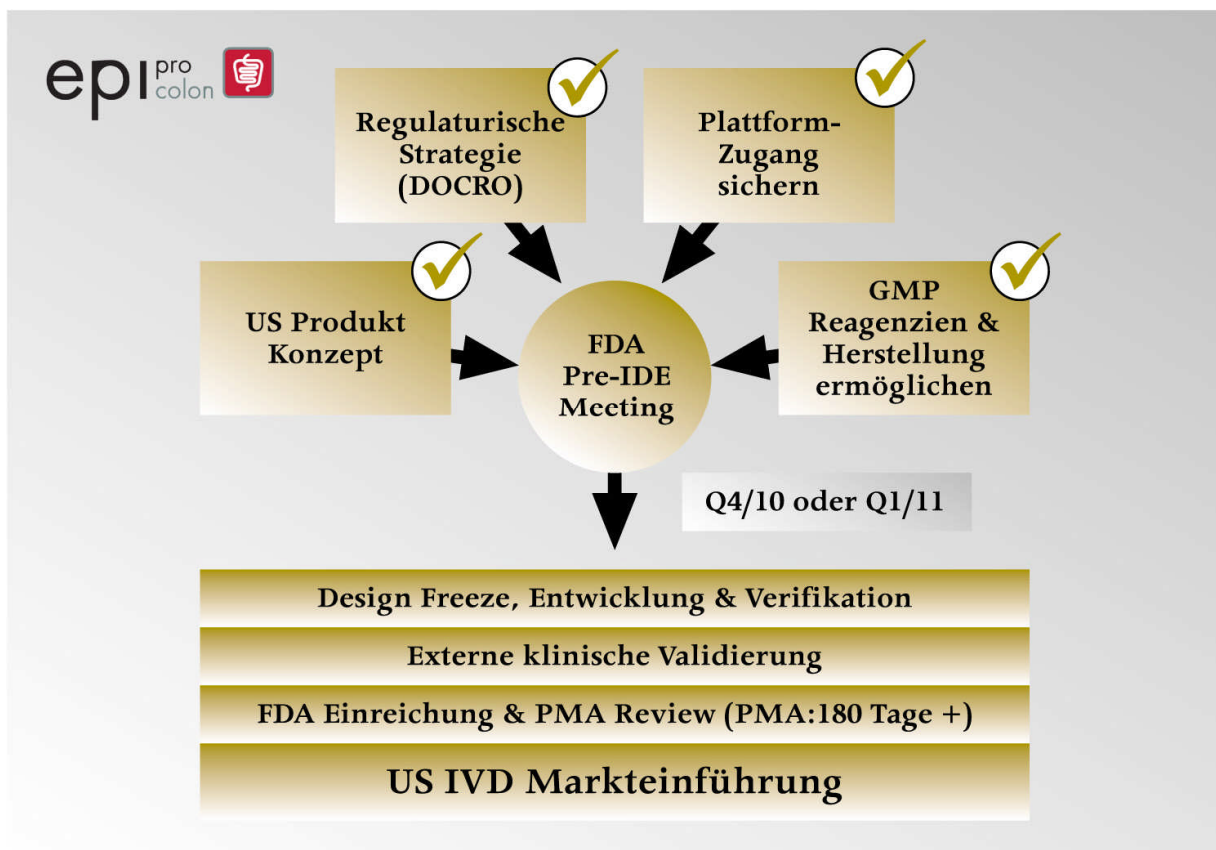 epi pro colon
Regulaturische
Strategie
(DOCRO)
Plattform-
Zugang
sichern
US Produkt
Konzept
FDA
Pre-IDE
Meeting
GMP
Reagenzien &
Herstellung
ermöglichen
Q4/10 oder Q1/11
Design Freeze, Entwicklung & Verifikation
Externe klinische Validierung
FDA Einreichung & PMA Review (PMA:180 Tage +)
US IVD Markteinführung